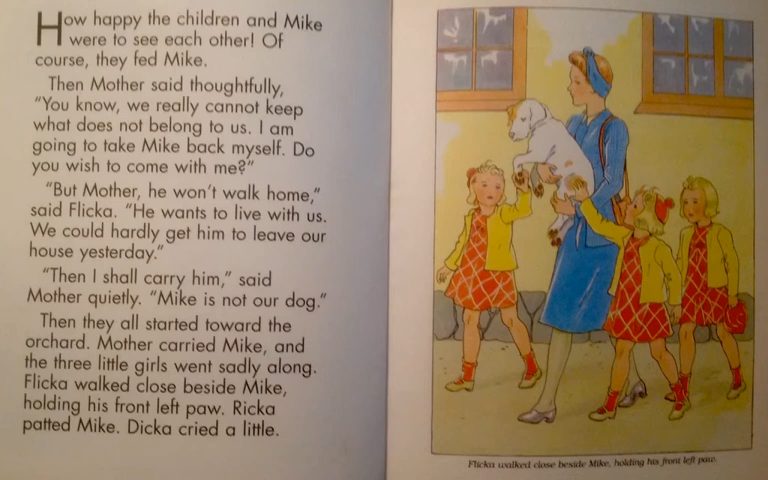 How happy the children and Mike
were to see each other! Of
course, they fed Mike.
Then Mother said thoughtfully,
“You know, we really cannot keep
what does not belong to us. I am
going to take Mike back myself. Do
you wish to come with me?”
“But Mother, he won’t walk home,”
said Flicka. “He wants to live with us.
We could hardly get him to leave our
house yesterday.”
“Then I shall carry him,” said
Mother quietly. “Mike is not our dog.”
Then they all started toward the
orchard. Mother carried Mike, and
the three little girls went sadly along.
Flicka walked close beside Mike,
holding his front left paw. Ricka
patted Mike. Dicka cried a little.
Flicka walked close beside Mike, holding his front left paw.